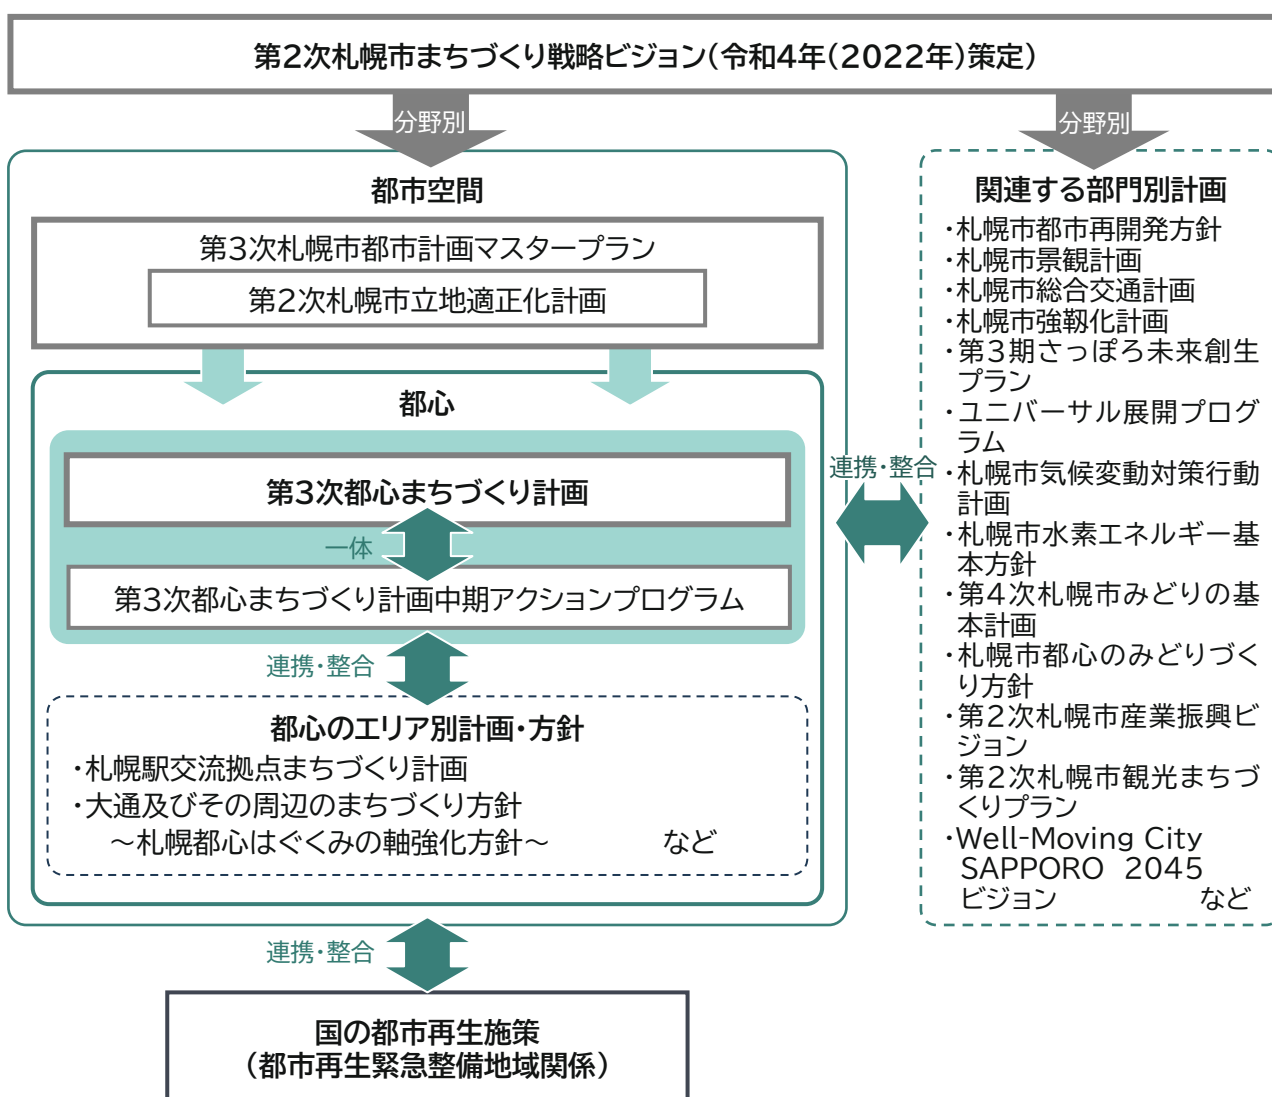 第2次札幌市まちづくり戦略ビジョン(令和4年(2022年)策定)
分野別
分野別
都市空間
第3次札幌市都市計画マスタープラン
第2次札幌市立地適正化計画
都心
第3次都心まちづくり計画
一体
第3次都心まちづくり計画中期アクションプログラム
連携・整合
都心のエリア別計画・方針
・札幌駅交流拠点まちづくり計画
・大通及びその周辺のまちづくり方針
～札幌都心はぐくみの軸強化方針～ など
連携・整合
関連する部門別計画
・札幌市都市再開発方針
・札幌市景観計画
・札幌市総合交通計画
・札幌市強靱化計画
・第3期さっぽろ未来創生
プラン
・ユニバーサル展開プログ
ラム
・札幌市気候変動対策行動
計画
・札幌市水素エネルギー基
本方針
・第4次札幌市みどりの基
本計画
・札幌市都心のみどりづく
り方針
・第2次札幌市産業振興ビ
ジョン
・第2次札幌市観光まちづ
くりプラン
・Well-Moving City
SAPPORO 2045
ビジョン など
連携・整合
国の都市再生施策
(都市再生緊急整備地域関係)